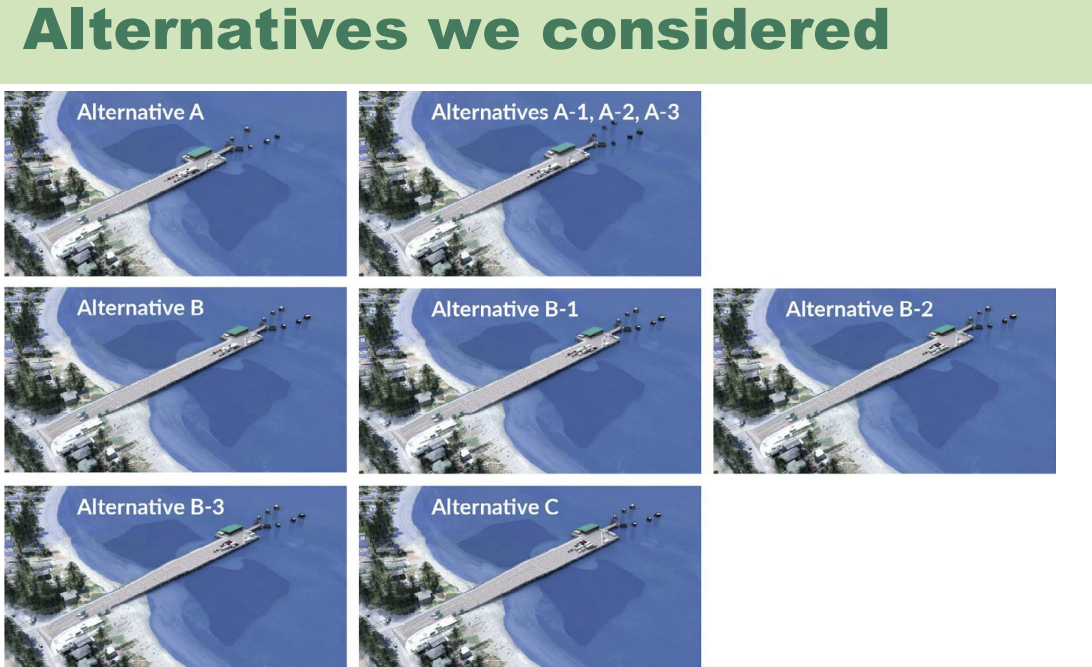 Alternatives we considered
Alternative A
Alternatives A-1, A-2, A-3
Alternative B
Alternative B-1
Alternative B-2
Alternative B-3
Alternative C